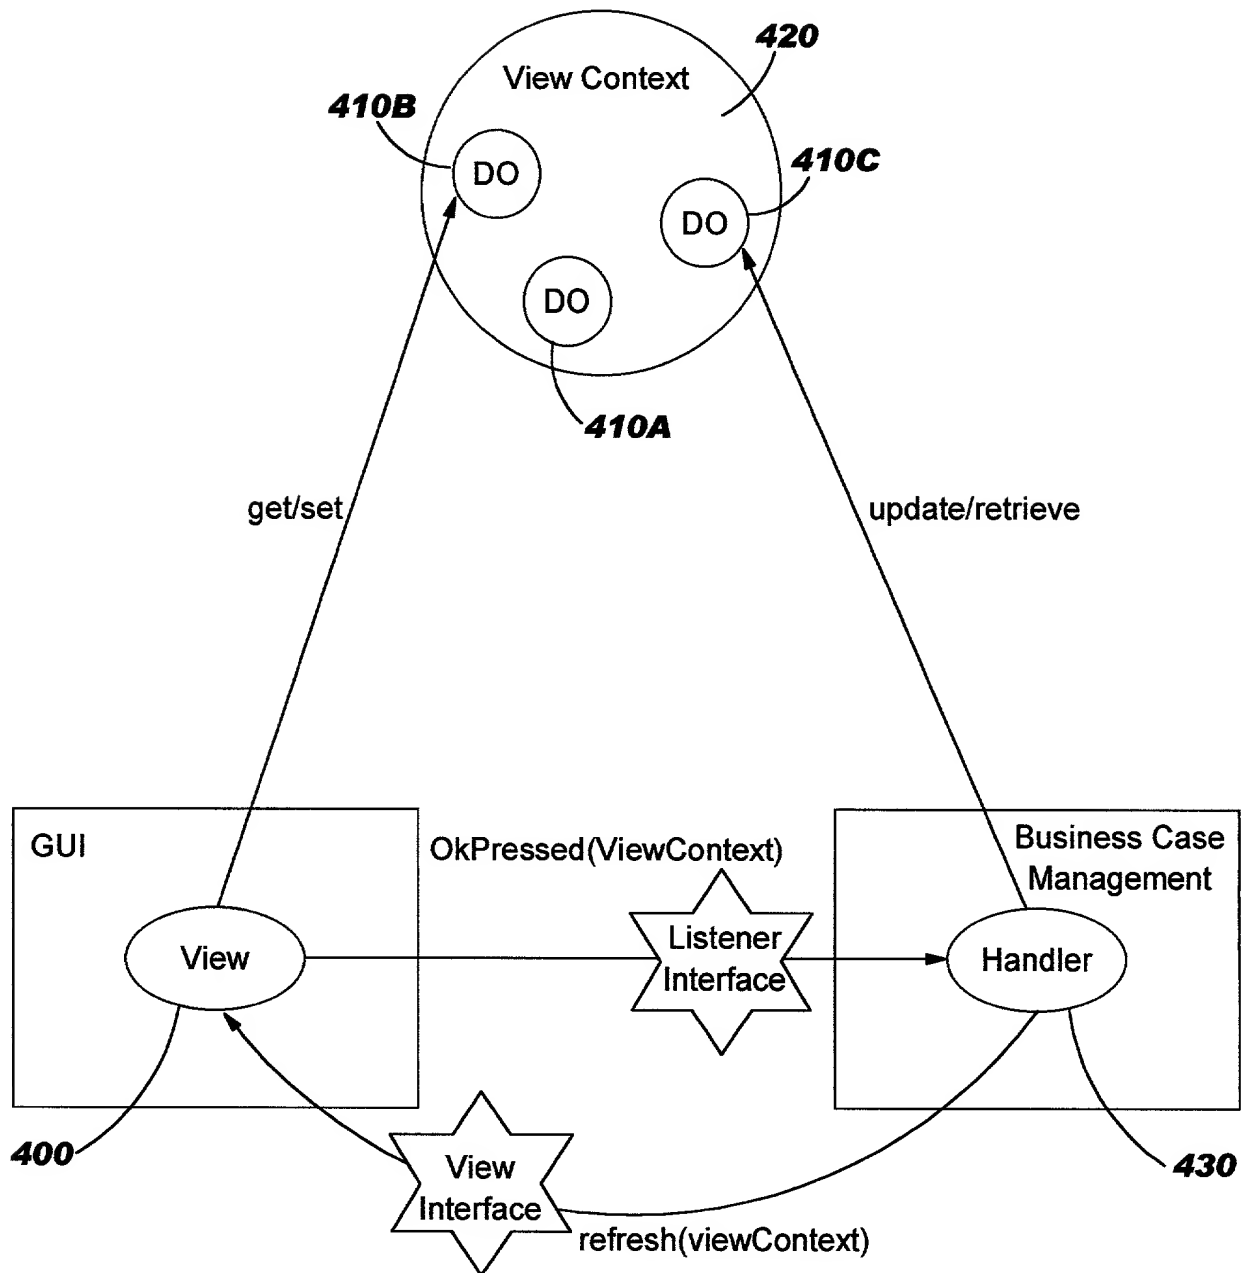 420
View Context
410B
DO
410C
DO
DO
410A
get/set
update/retrieve
GUI
OkPressed(ViewContext)
Business Case
Management
Listener
Interface
View
Handler
400
View
Interface
430
refresh(viewContext)